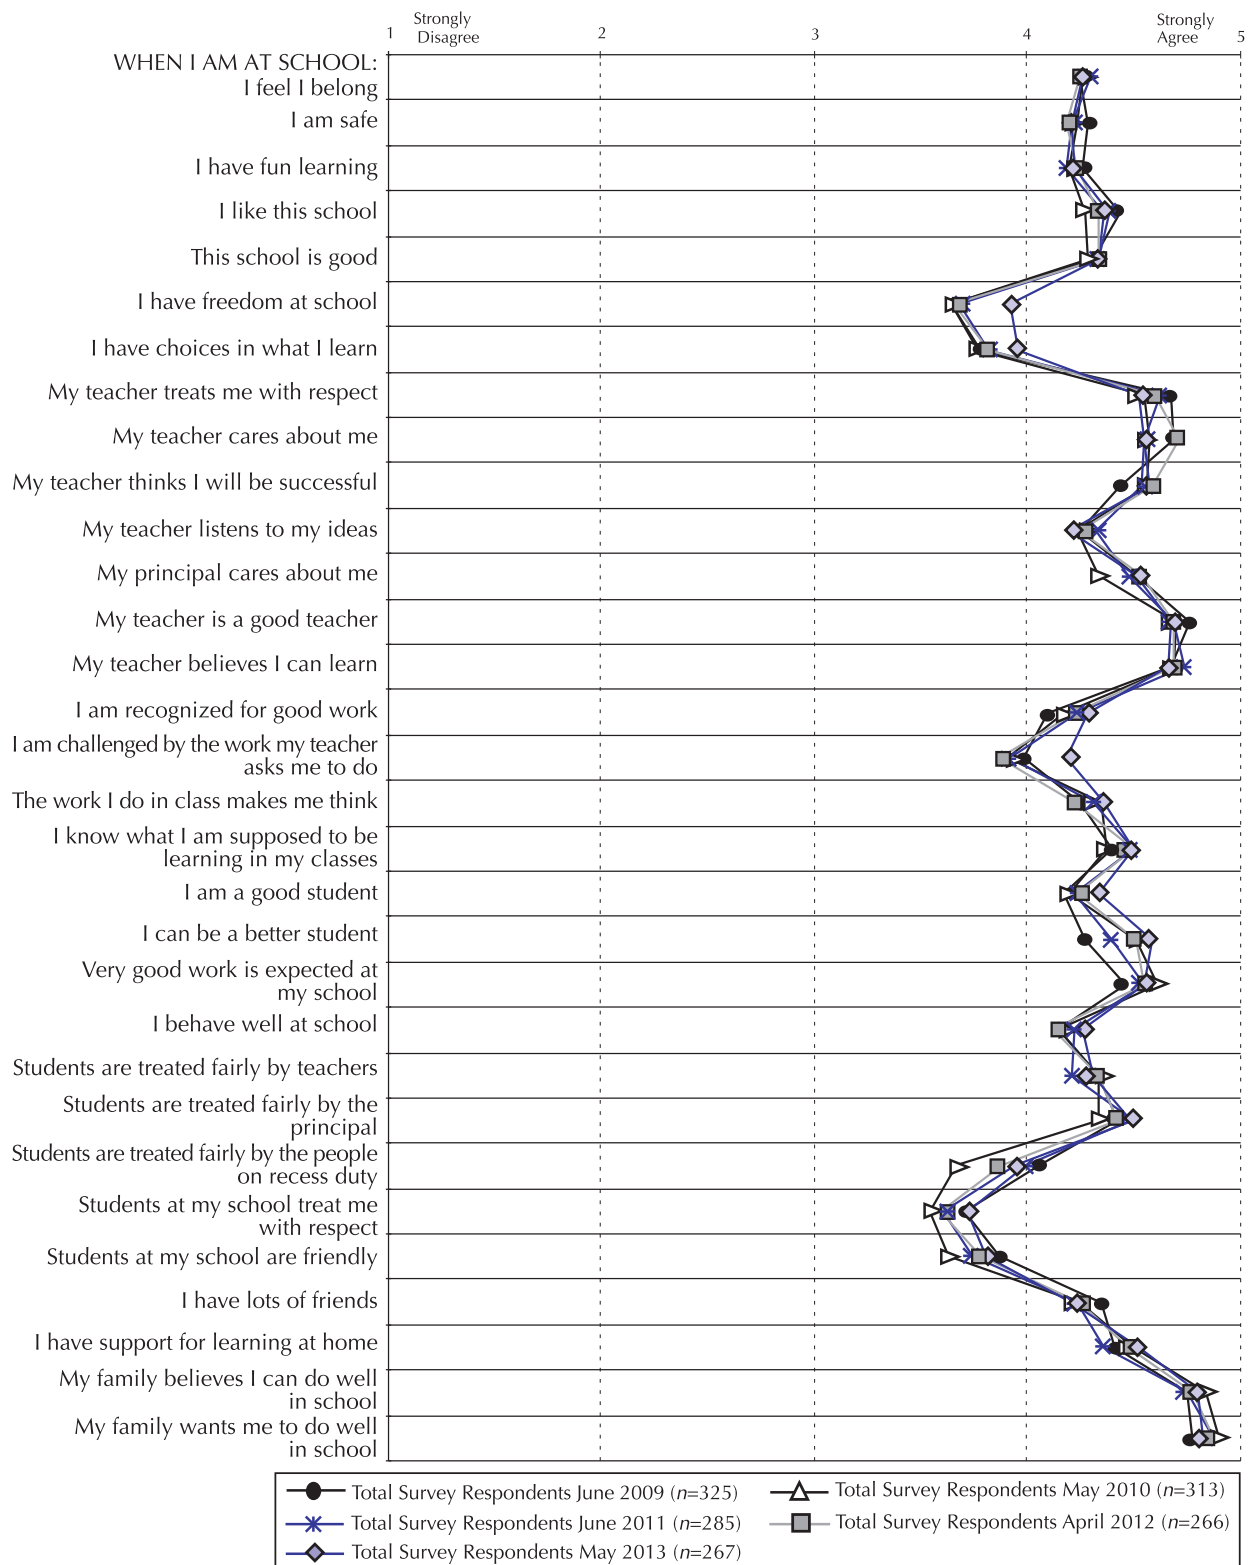 1 Strongly Disagree 2 3 4 Strongly Agree 5
WHEN I AM AT SCHOOL:
I feel I belong
I am safe
I have fun learning
I like this school
This school is good
I have freedom at school
I have choices in what I learn
My teacher treats me with respect
My teacher cares about me
My teacher thinks I will be successful
My teacher listens to my ideas
My principal cares about me
My teacher is a good teacher
My teacher believes I can learn
I am recognized for good work
I am challenged by the work my teacher
asks me to do
The work I do in class makes me think
I know what I am supposed to be
learning in my classes
I am a good student
I can be a better student
Very good work is expected at
my school
I behave well at school
Students are treated fairly by teachers
Students are treated fairly by the
principal
Students are treated fairly by the people
on recess duty
Students at my school treat me
with respect
Students at my school are friendly
I have lots of friends
I have support for learning at home
My family believes I can do well
in school
My family wants me to do well
in school
Total Survey Respondents June 2009 (n=325)
Total Survey Respondents May 2010 (n=313)
Total Survey Respondents June 2011 (n=285)
Total Survey Respondents April 2012 (n=266)
Total Survey Respondents May 2013 (n=267)